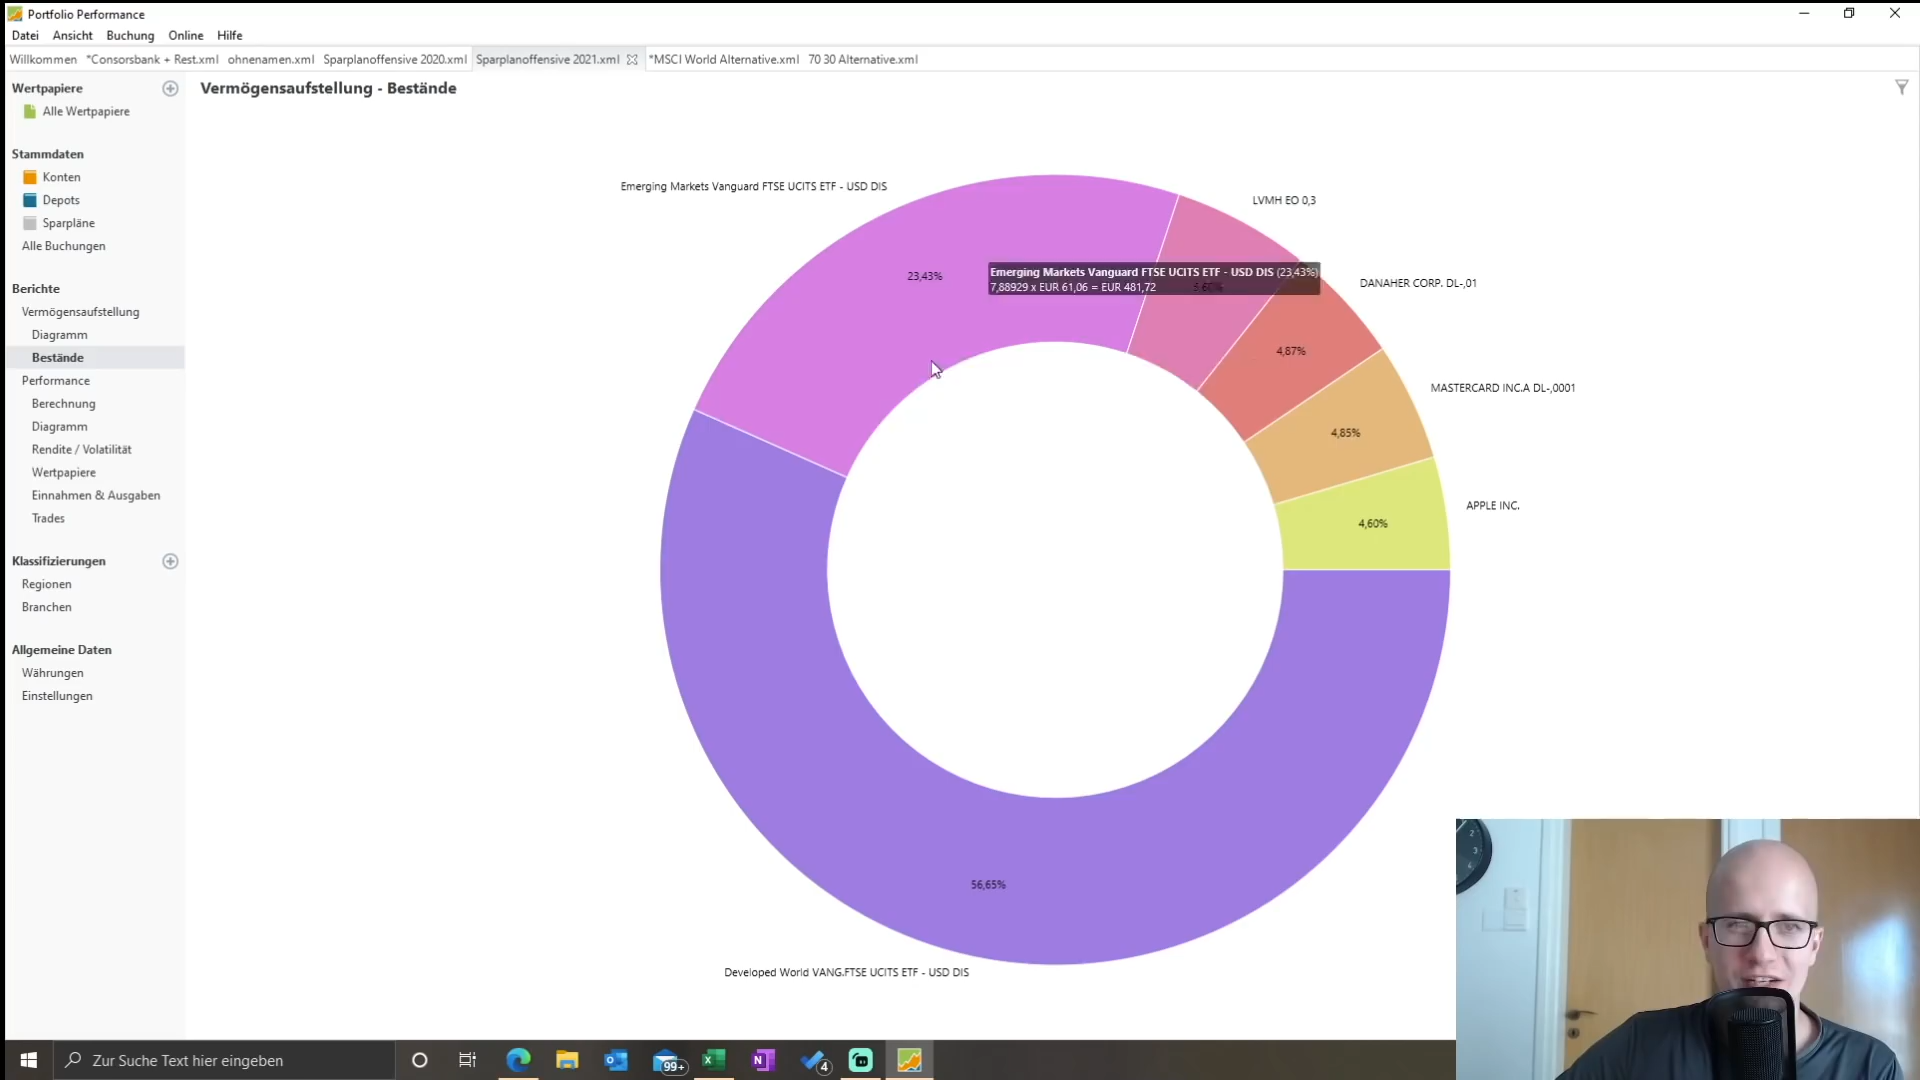 Portfolio Performance
Datei Ansicht Buchung Online Hilfe
Willkommen *Consorsbank + Rest.xml ohnenamen.xml Sparplanoffensive 2020.xml Sparplanoffensive 2021.xml *MSCI World Alternative.xml 70 30 Alternative.xml
Wertpapiere
Alle Wertpapiere
Stammdaten
Konten
Depots
Sparpläne
Alle Buchungen
Berichte
Vermögensaufstellung
Diagramm
Bestände
Performance
Berechnung
Diagramm
Rendite / Volatilität
Wertpapiere
Einnahmen & Ausgaben
Trades
Klassifizierungen
Regionen
Branchen
Allgemeine Daten
Währungen
Einstellungen
Vermögensaufstellung - Bestände
Emerging Markets Vanguard FTSE UCITS ETF - USD DIS
LVMH EO 0,3
23,43%
Emerging Markets Vanguard FTSE UCITS ETF - USD DIS (23,43%)
7,88929 x EUR 61,06 = EUR 481,72
5,60%
DANAHER CORP. DL-,01
4,87%
MASTERCARD INC.A DL-,0001
4,85%
APPLE INC.
4,60%
56,65%
Developed World VANG.FTSE UCITS ETF - USD DIS
2
3
4
Zur Suche Text hier eingeben
99+
4